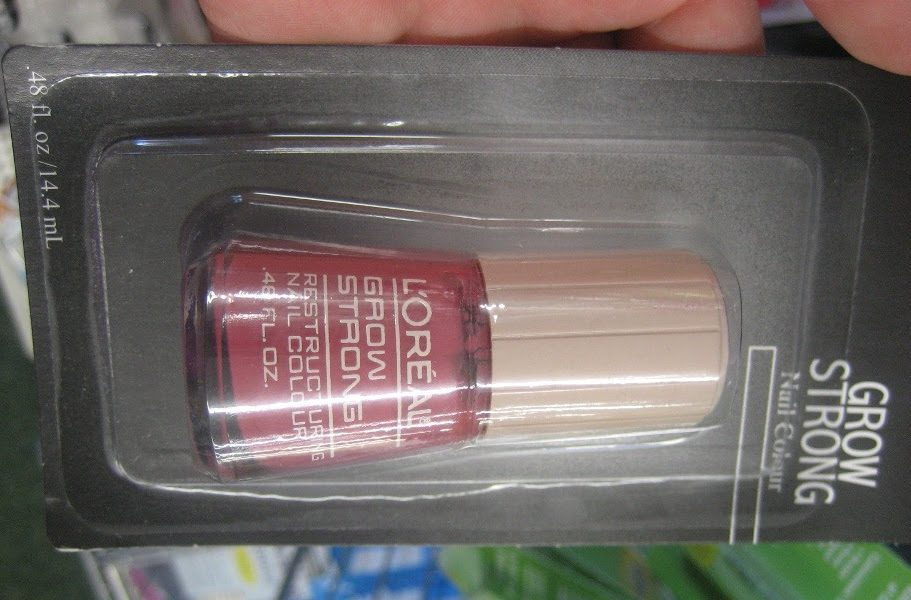 GROW
STRONG
Nail Colour
L'ORÉAL
GROW
STRONG
RESTRUCTURING
NAIL COLOUR
.48 FL. OZ.
48 fl. oz/14.4 mL